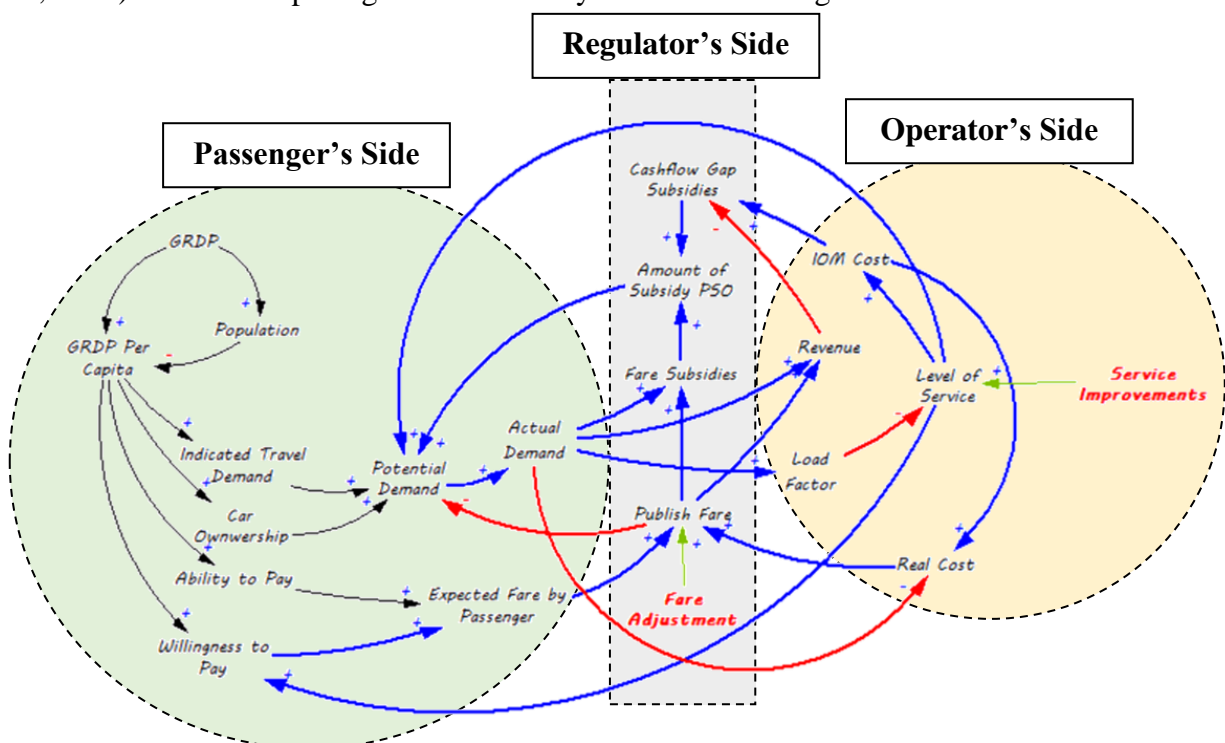 Regulator's Side
Operator's Side
Passenger's Side
Cashflow Gap
Subsidies
GRDP
IOM Cost
Amount of
Subsidy PSO
Population
GRDP Per
Capita
Revenue
Fare Subsidies
Level of
Service
Service
Improvements
Actual
Demand
Indicated Travel
Demand
Potential
Demand
Load
Factor
Car
Ownwership
Publish Fare
Real Cost
Ability to Pay
Expected Fare by
Passenger
Fare
Adjustment
Willingness to
Pay